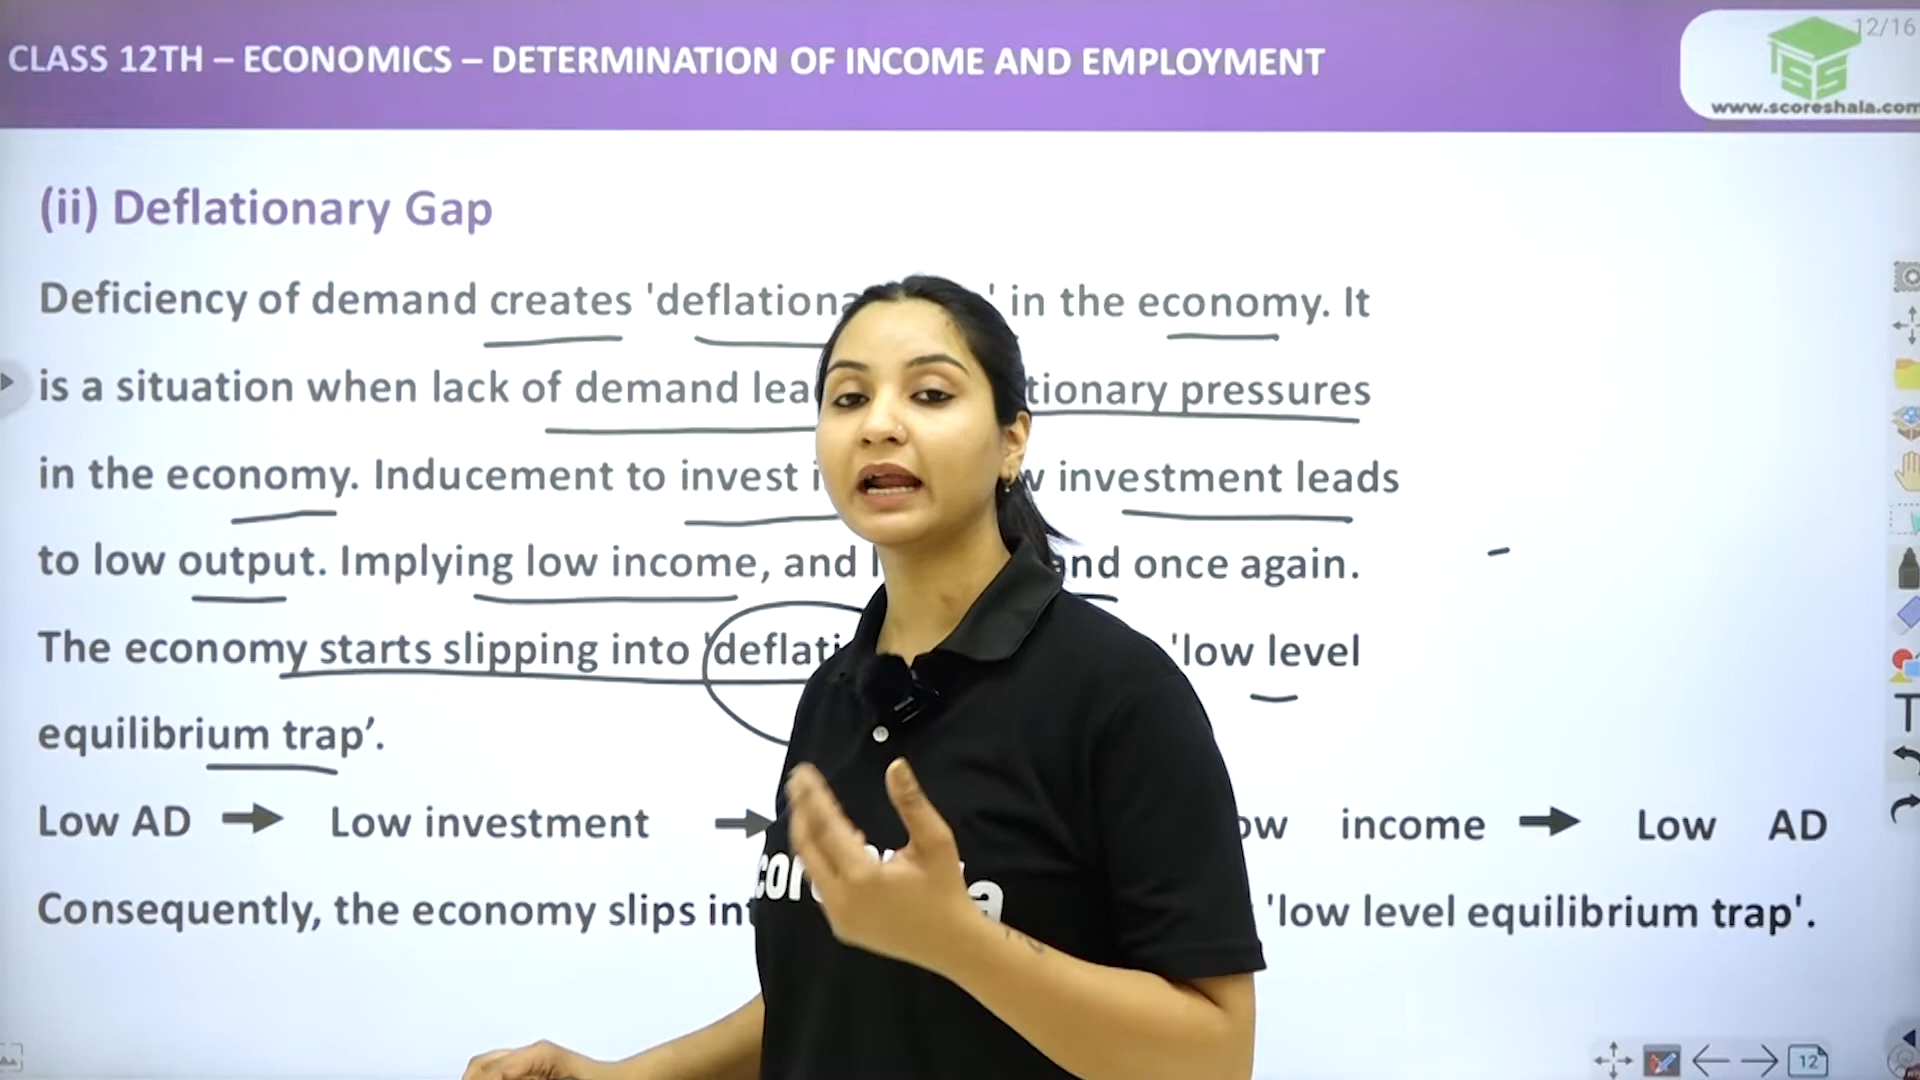 CLASS 12TH – ECONOMICS – DETERMINATION OF INCOME AND EMPLOYMENT
12/16
SS
www.scoreshala.com
(ii) Deflationary Gap
Deficiency of demand creates 'deflationa ' in the economy. It
is a situation when lack of demand lea tionary pressures
in the economy. Inducement to invest i w investment leads
to low output. Implying low income, and l and once again.
The economy starts slipping into 'deflati 'low level
equilibrium trap’.
Low AD → Low investment → ow income → Low AD
Consequently, the economy slips int 'low level equilibrium trap'.
T
12